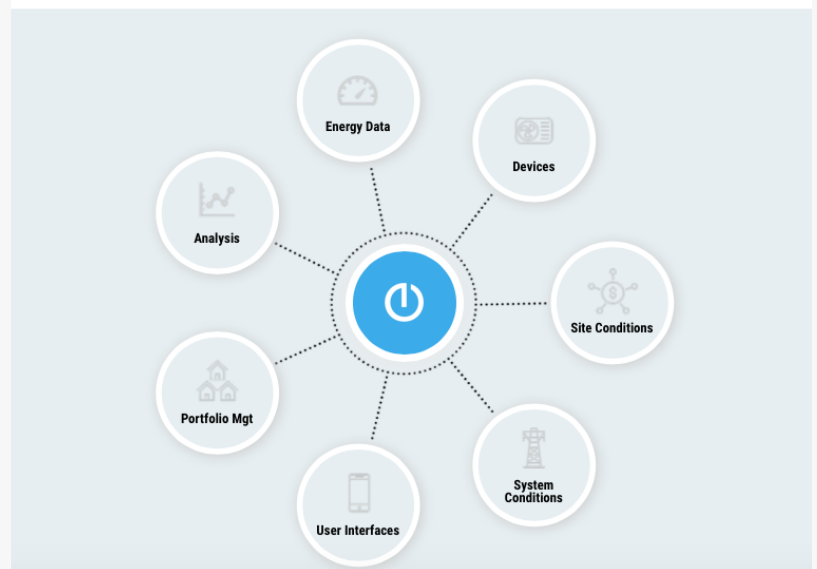 Energy Data
Devices
Analysis
Site Conditions
$
Portfolio Mgt
System
Conditions
User Interfaces